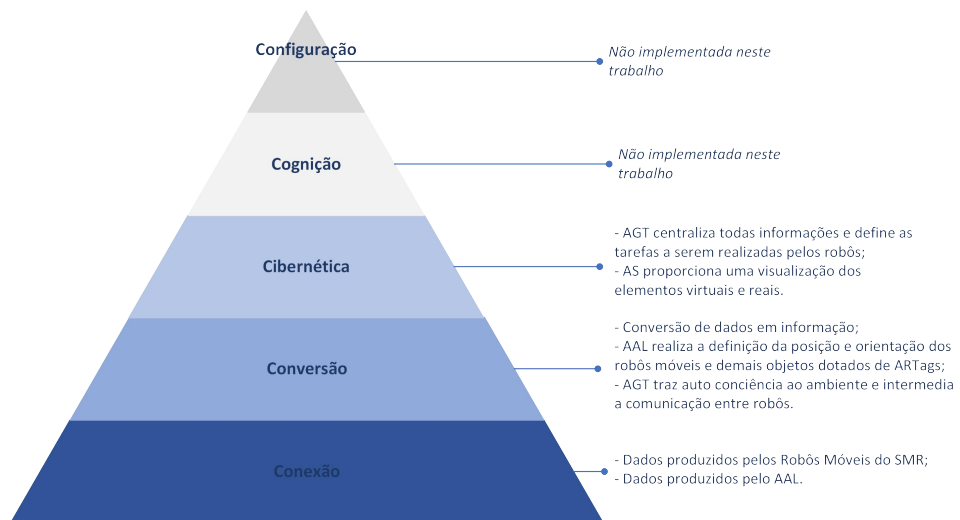 Configuração
Não implementada neste
trabalho
Cognição
Não implementada neste
trabalho
Cibernética
- AGT centraliza todas informações e define as
tarefas a serem realizadas pelos robôs;
- AS proporciona uma visualização dos
elementos virtuais e reais.
Conversão
- Conversão de dados em informação;
- AAL realiza a definição da posição e orientação dos
robôs móveis e demais objetos dotados de ARTags;
- AGT traz auto conciência ao ambiente e intermedia
a comunicação entre robôs.
Conexão
- Dados produzidos pelos Robôs Móveis do SMR;
- Dados produzidos pelo AAL.